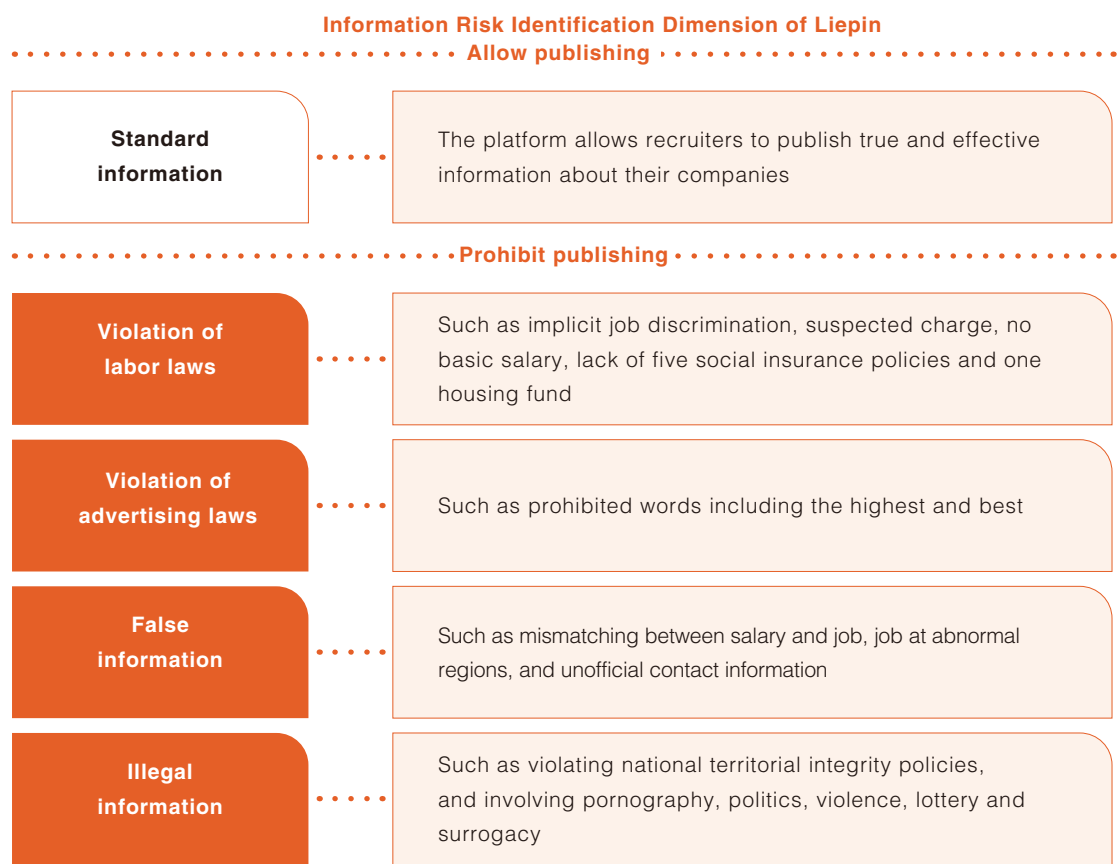 Information Risk Identification Dimension of Liepin
Allow publishing
Standard
information
The platform allows recruiters to publish true and effective
information about their companies
Prohibit publishing
Violation of
labor laws
Such as implicit job discrimination, suspected charge, no
basic salary, lack of five social insurance policies and one
housing fund
Violation of
advertising laws
Such as prohibited words including the highest and best
False
information
Such as mismatching between salary and job, job at abnormal
regions, and unofficial contact information
Illegal
information
Such as violating national territorial integrity policies,
and involving pornography, politics, violence, lottery and
surrogacy